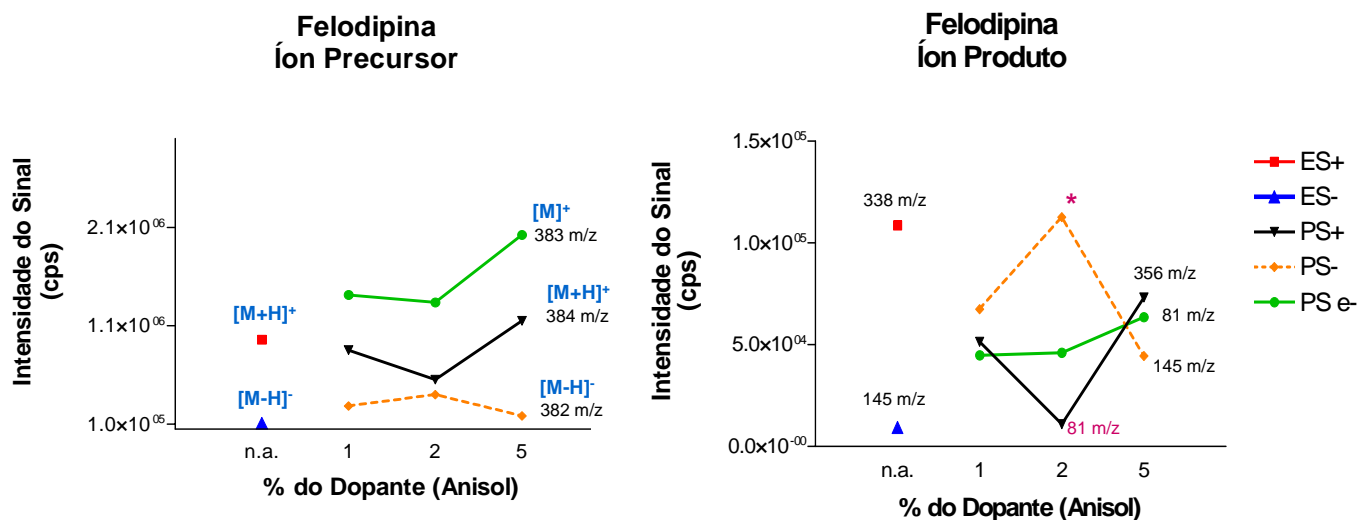 Felodipina
Íon Precursor
Intensidade do Sinal
(cps)
2.1×10⁰⁶
1.1×10⁰⁶
1.0×10⁰⁵
[M+H]⁺
[M-H]⁻
[M]⁺
383 m/z
[M+H]⁺
384 m/z
[M-H]⁻
382 m/z
n.a.
1
2
5
% do Dopante (Anisol)
Felodipina
Íon Produto
Intensidade do Sinal
(cps)
1.5×10⁰⁵
1.0×10⁰⁵
5.0×10⁰⁴
0.0×10⁻⁰⁰
338 m/z
145 m/z
*
81 m/z
356 m/z
81 m/z
145 m/z
n.a.
1
2
5
% do Dopante (Anisol)
ES+
ES-
PS+
PS-
PS e-